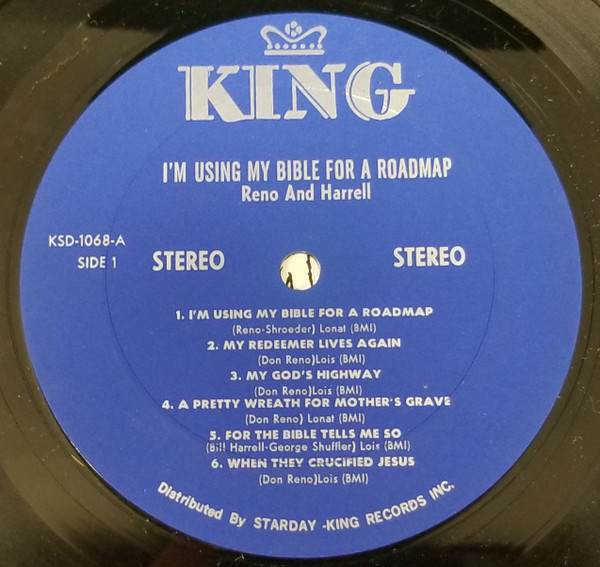 KING
I'M USING MY BIBLE FOR A ROADMAP
Reno And Harrell
KSD-1068-A
SIDE 1
STEREO
STEREO
1. I'M USING MY BIBLE FOR A ROADMAP
(Reno-Shroeder) Lonat (BMI)
2. MY REDEEMER LIVES AGAIN
(Don Reno)Lois (BMI)
3. MY GOD'S HIGHWAY
(Don Reno)Lois (BMI)
4. A PRETTY WREATH FOR MOTHER'S GRAVE
(Don Reno) Lonat (BMI)
5. FOR THE BIBLE TELLS ME SO
(Bill Harrell-George Shuffler) Lois (BMI)
6. WHEN THEY CRUCIFIED JESUS
(Don Reno)Lois (BMI)
Distributed By STARDAY -KING RECORDS INC.